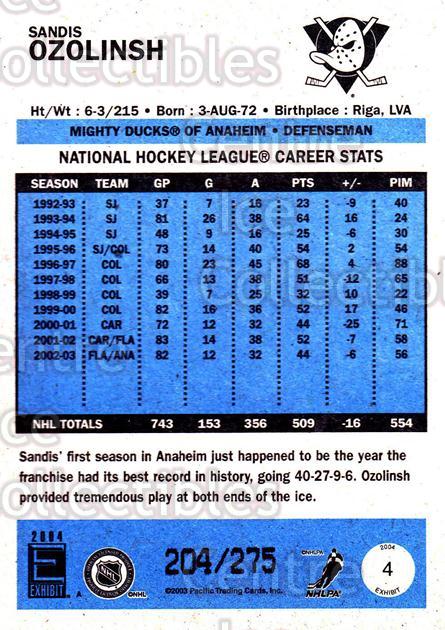 SANDIS
OZOLINSH
Ht/Wt : 6-3/215 • Born : 3-AUG-72 • Birthplace : Riga, LVA
MIGHTY DUCKS® OF ANAHEIM • DEFENSEMAN
NATIONAL HOCKEY LEAGUE® CAREER STATS
SEASON TEAM GP G A PTS +/- PIM
1992-93 SJ 37 7 16 23 -9 40
1993-94 SJ 81 26 38 64 16 24
1994-95 SJ 48 9 16 25 -6 30
1995-96 SJ/COL 73 14 40 54 2 54
1996-97 COL 80 23 45 68 4 88
1997-98 COL 66 13 38 51 -12 65
1998-99 COL 39 7 25 32 10 22
1999-00 COL 82 16 36 52 17 46
2000-01 CAR 72 12 32 44 -25 71
2001-02 CAR/FLA 83 14 38 52 -7 58
2002-03 FLA/ANA 82 12 32 44 -6 56
NHL TOTALS 743 153 356 509 -16 554
Sandis' first season in Anaheim just happened to be the year the
franchise had its best record in history, going 40-27-9-6. Ozolinsh
provided tremendous play at both ends of the ice.
2004
EXHIBIT
A
NHL
©NHL
204/275
©2003 Pacific Trading Cards, Inc.
©NHLPA
NHLPA
2004
4
EXHIBIT
Centre
Ice
Collectibles